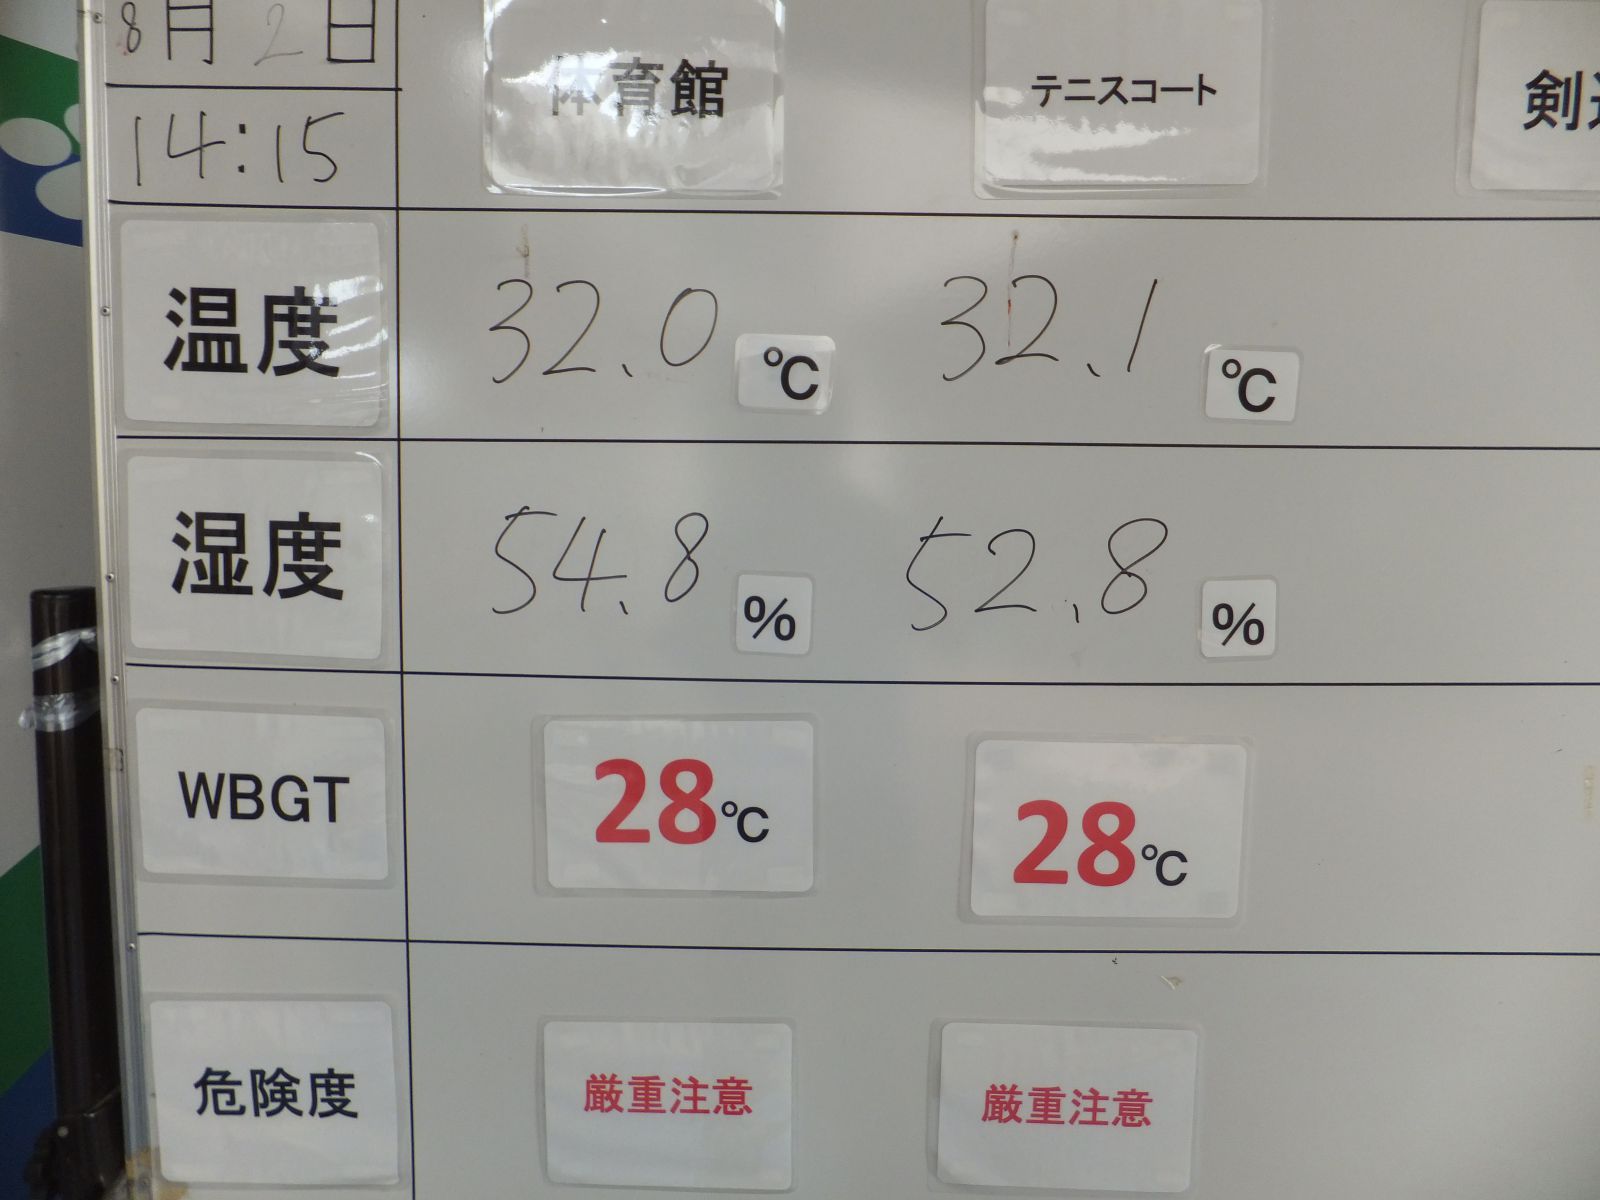 8月2日
体育館 テニスコート 剣
14:15
温度 32.0 ℃ 32.1 ℃
湿度 54.8 % 52.8 %
WBGT 28℃ 28℃
危険度 厳重注意 厳重注意